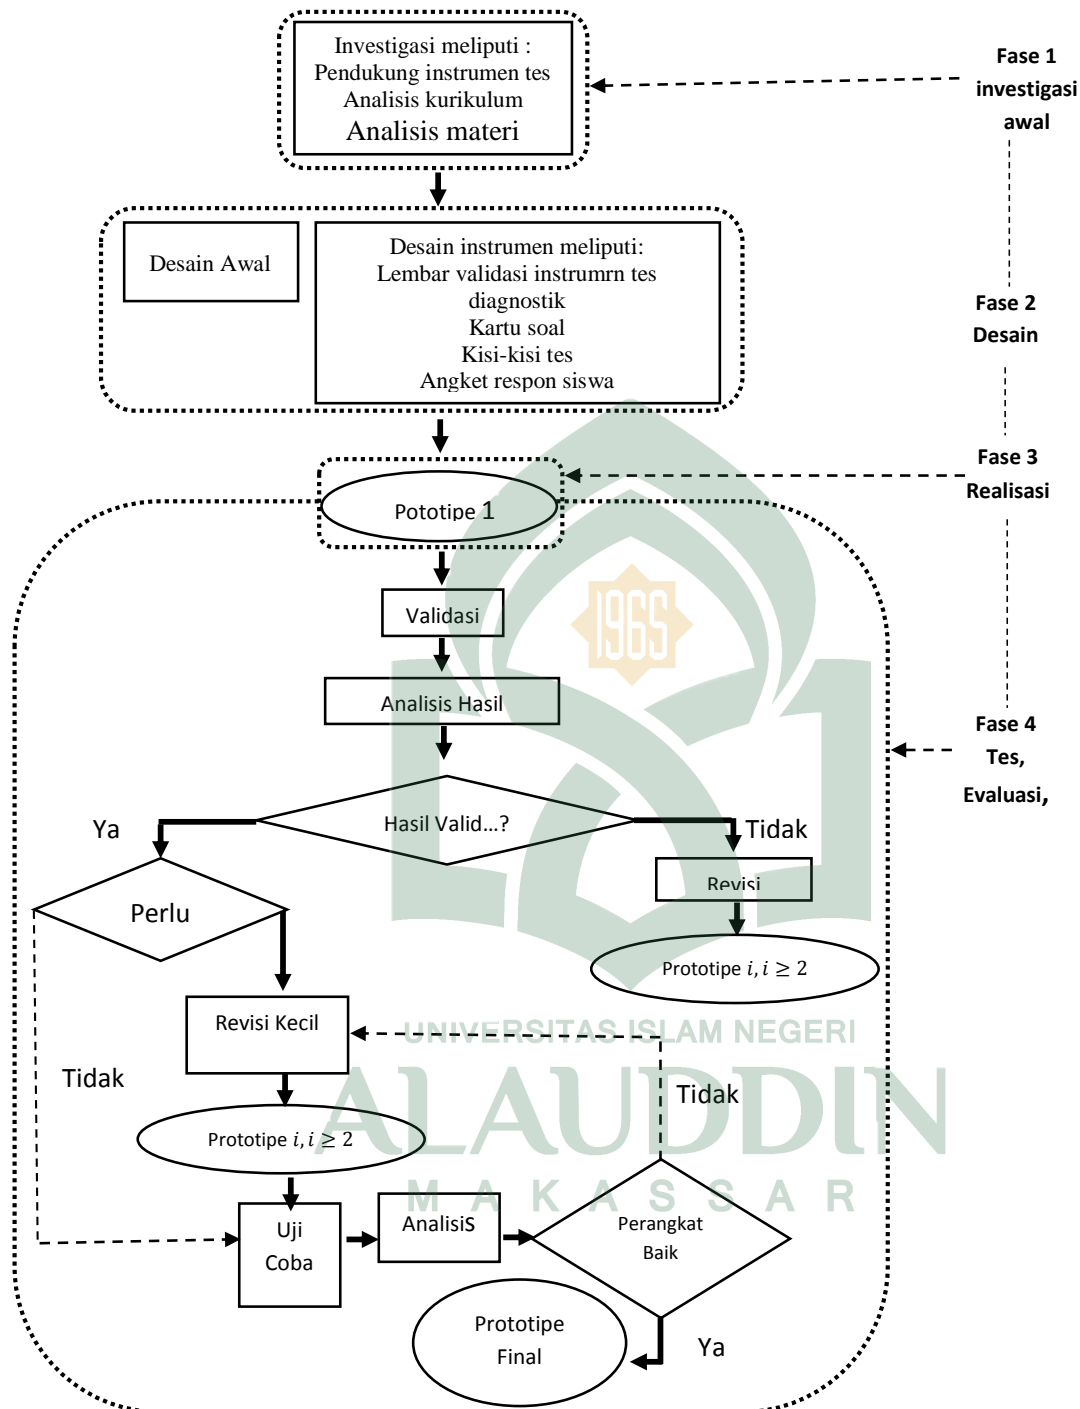 Investigasi meliputi :
Pendukung instrumen tes
Analisis kurikulum
Analisis materi
Fase 1
investigasi
awal
Desain Awal
Desain instrumen meliputi:
Lembar validasi instrumrn tes
diagnostik
Kartu soal
Kisi-kisi tes
Angket respon siswa
Fase 2
Desain
Fase 3
Realisasi
Pototipe 1
1965
Validasi
Analisis Hasil
Fase 4
Tes,
Evaluasi,
Hasil Valid...?
Ya
Tidak
Perlu
Revisi
Prototipe i, i ≥ 2
Revisi Kecil
UNIVERSITAS ISLAM NEGERI
Tidak
Tidak
ALAUDDIN
Prototipe i, i ≥ 2
MAKASSAR
Uji
Coba
Analisis
Perangkat
Baik
Prototipe
Final
Ya